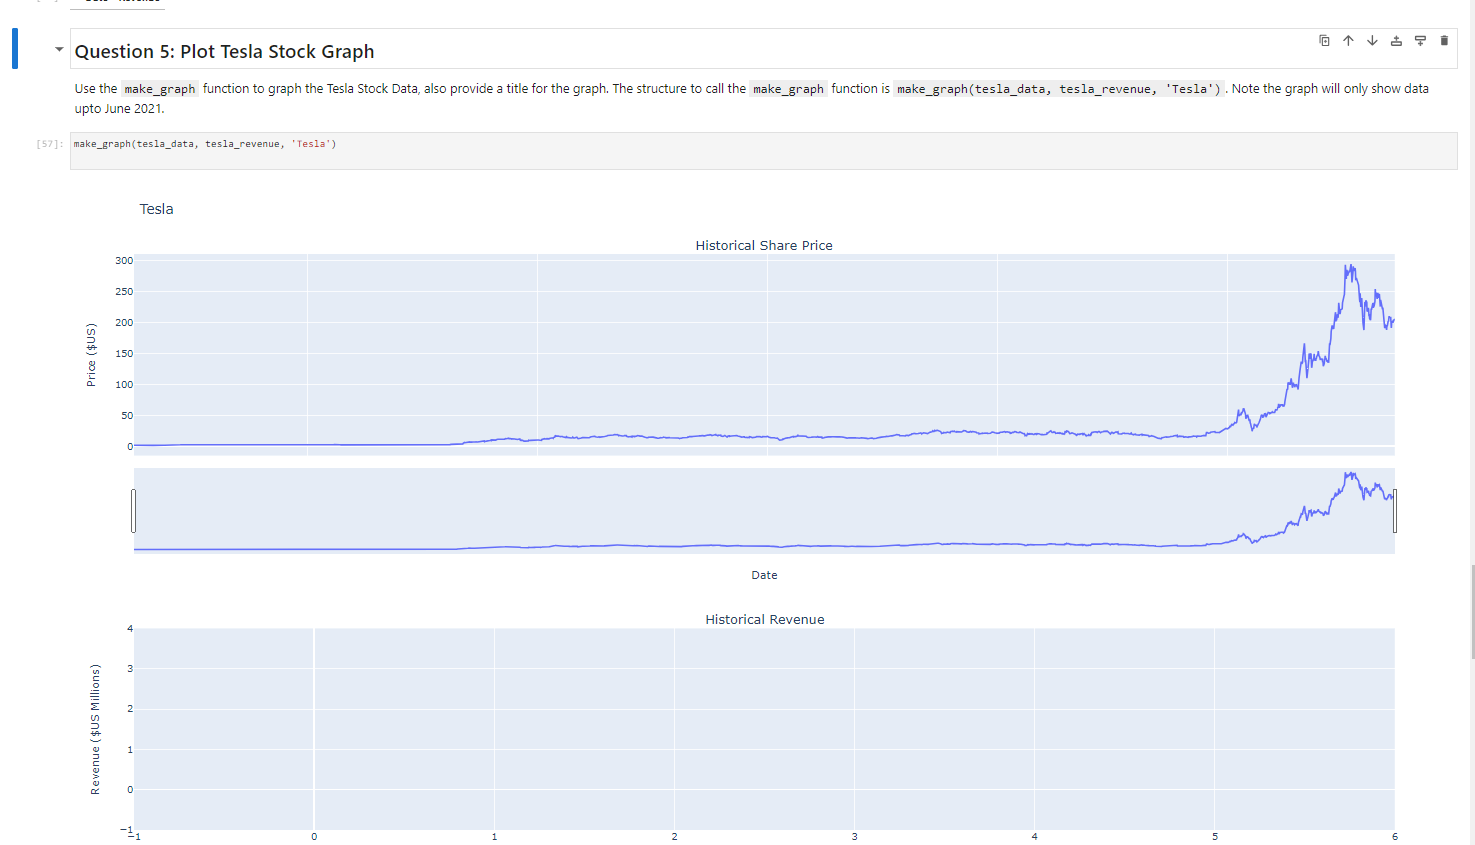 Question 5: Plot Tesla Stock Graph
Use the make_graph function to graph the Tesla Stock Data, also provide a title for the graph. The structure to call the make_graph function is make_graph(tesla_data, tesla_revenue, 'Tesla') . Note the graph will only show data
upto June 2021.
[57]: make_graph(tesla_data, tesla_revenue, 'Tesla')
Tesla
Historical Share Price
300
250
200
150
100
50
0
Price ($US)
Date
Historical Revenue
4
3
2
1
0
−1
Revenue ($US Millions)
−1 0 1 2 3 4 5 6